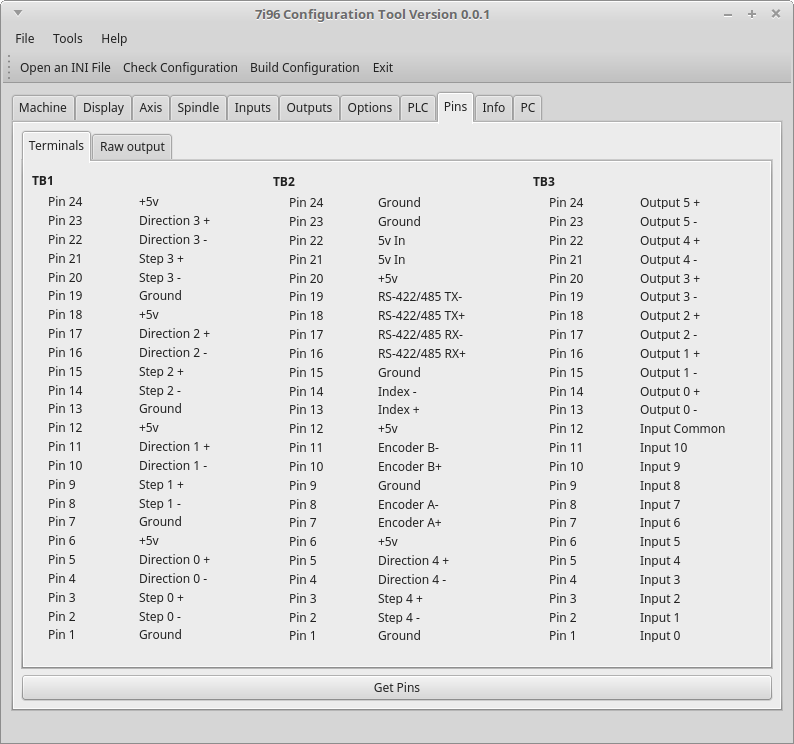 7i96 Configuration Tool Version 0.0.1
File Tools Help
Open an INI File Check Configuration Build Configuration Exit
Machine Display Axis Spindle Inputs Outputs Options PLC Pins Info PC
Terminals Raw output
TB1 TB2 TB3
Pin 24 +5v Pin 24 Ground Pin 24 Output 5 +
Pin 23 Direction 3 + Pin 23 Ground Pin 23 Output 5 -
Pin 22 Direction 3 - Pin 22 5v In Pin 22 Output 4 +
Pin 21 Step 3 + Pin 21 5v In Pin 21 Output 4 -
Pin 20 Step 3 - Pin 20 +5v Pin 20 Output 3 +
Pin 19 Ground Pin 19 RS-422/485 TX- Pin 19 Output 3 -
Pin 18 +5v Pin 18 RS-422/485 TX+ Pin 18 Output 2 +
Pin 17 Direction 2 + Pin 17 RS-422/485 RX- Pin 17 Output 2 -
Pin 16 Direction 2 - Pin 16 RS-422/485 RX+ Pin 16 Output 1 +
Pin 15 Step 2 + Pin 15 Ground Pin 15 Output 1 -
Pin 14 Step 2 - Pin 14 Index - Pin 14 Output 0 +
Pin 13 Ground Pin 13 Index + Pin 13 Output 0 -
Pin 12 +5v Pin 12 +5v Pin 12 Input Common
Pin 11 Direction 1 + Pin 11 Encoder B- Pin 11 Input 10
Pin 10 Direction 1 - Pin 10 Encoder B+ Pin 10 Input 9
Pin 9 Step 1 + Pin 9 Ground Pin 9 Input 8
Pin 8 Step 1 - Pin 8 Encoder A- Pin 8 Input 7
Pin 7 Ground Pin 7 Encoder A+ Pin 7 Input 6
Pin 6 +5v Pin 6 +5v Pin 6 Input 5
Pin 5 Direction 0 + Pin 5 Direction 4 + Pin 5 Input 4
Pin 4 Direction 0 - Pin 4 Direction 4 - Pin 4 Input 3
Pin 3 Step 0 + Pin 3 Step 4 + Pin 3 Input 2
Pin 2 Step 0 - Pin 2 Step 4 - Pin 2 Input 1
Pin 1 Ground Pin 1 Ground Pin 1 Input 0
Get Pins